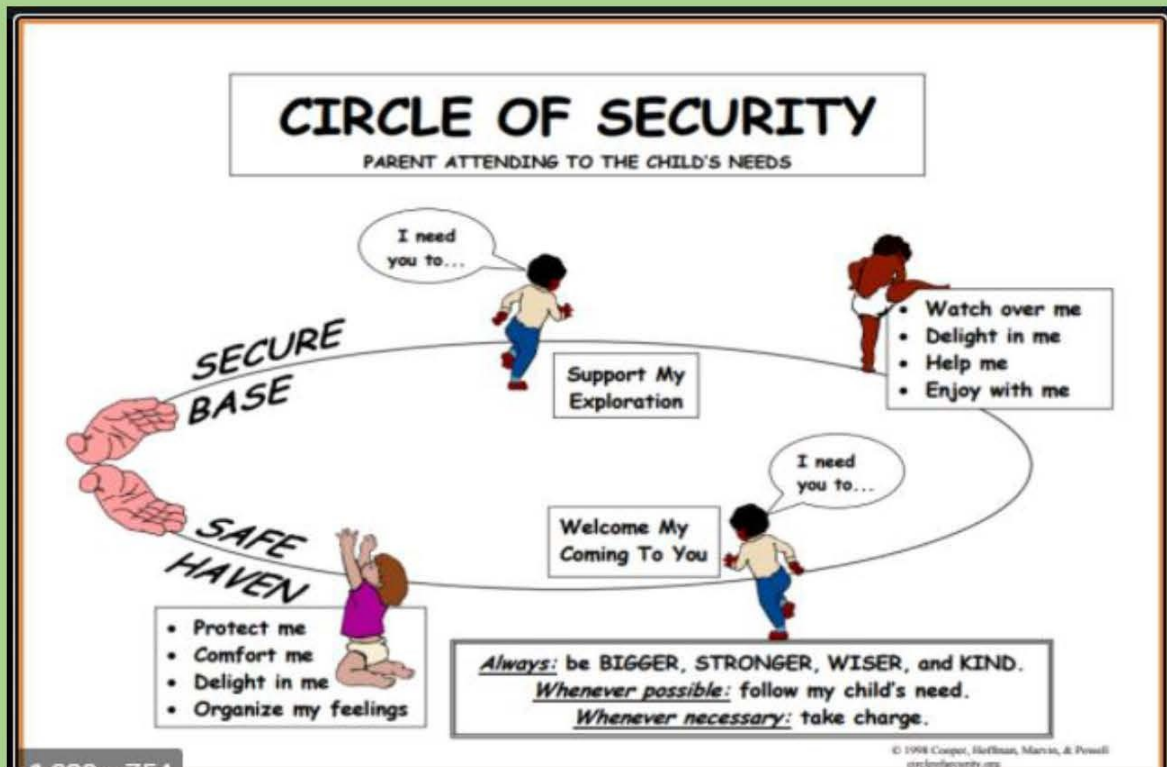 CIRCLE OF SECURITY
PARENT ATTENDING TO THE CHILD'S NEEDS
I need
you to...
SECURE
BASE
Support My
Exploration
• Watch over me
• Delight in me
• Help me
• Enjoy with me
I need
you to...
Welcome My
Coming To You
SAFE
HAVEN
• Protect me
• Comfort me
• Delight in me
• Organize my feelings
Always: be BIGGER, STRONGER, WISER, and KIND.
Whenever possible: follow my child's need.
Whenever necessary: take charge.
© 1998 Cooper, Hoffman, Marvin, & Powell
circleofsecurity.org